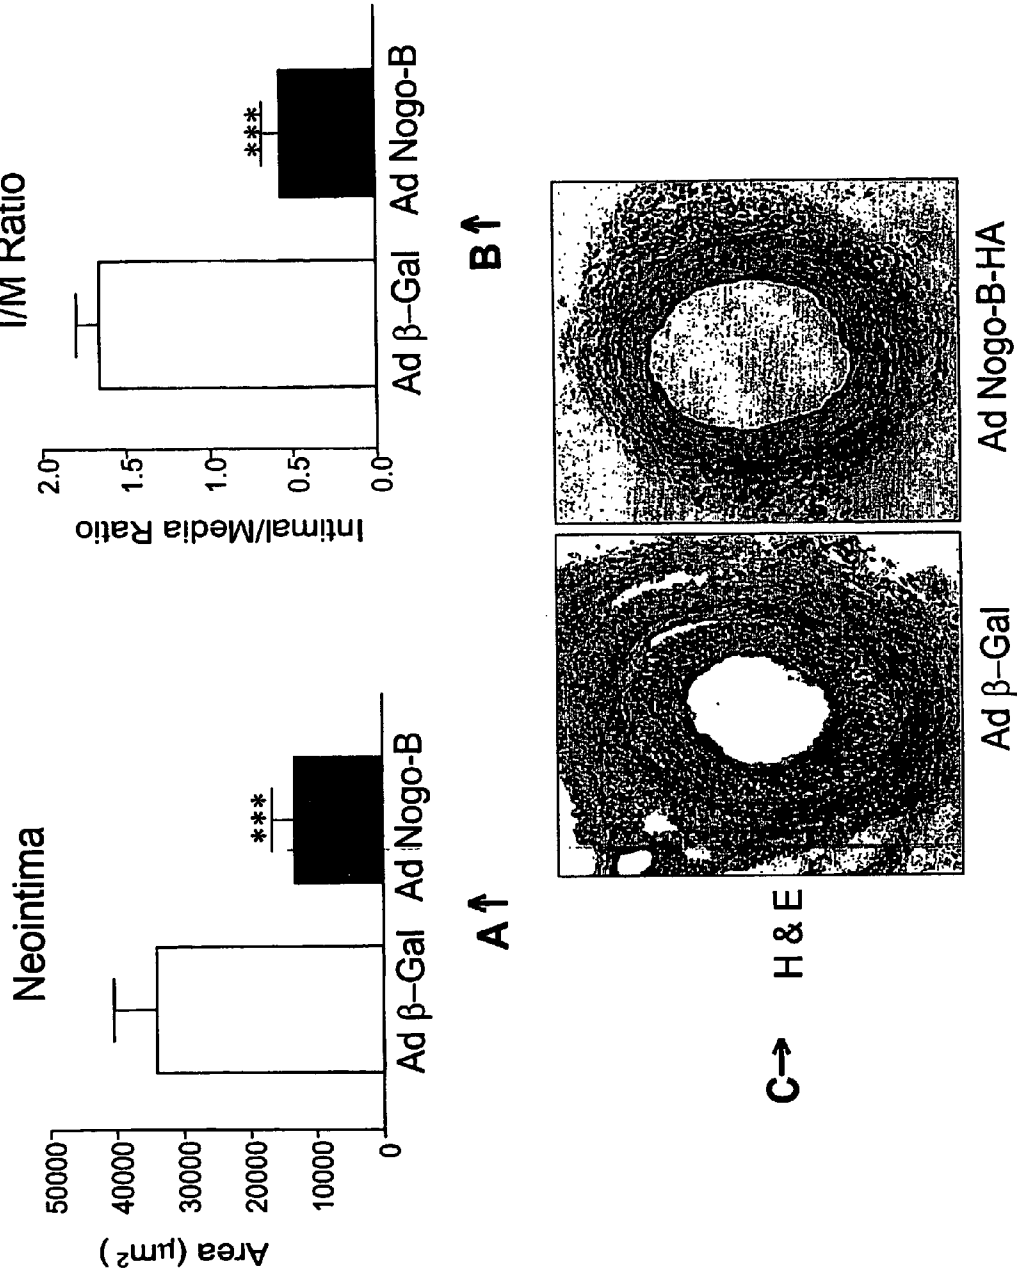 Neointima
Area (μm²)
50000
40000
30000
20000
10000
0
Ad β–Gal
Ad Nogo-B
***
A↑
I/M Ratio
Intimal/Media Ratio
2.0
1.5
1.0
0.5
0.0
Ad β–Gal
Ad Nogo-B
***
B↑
C→
H & E
Ad β–Gal
Ad Nogo-B-HA